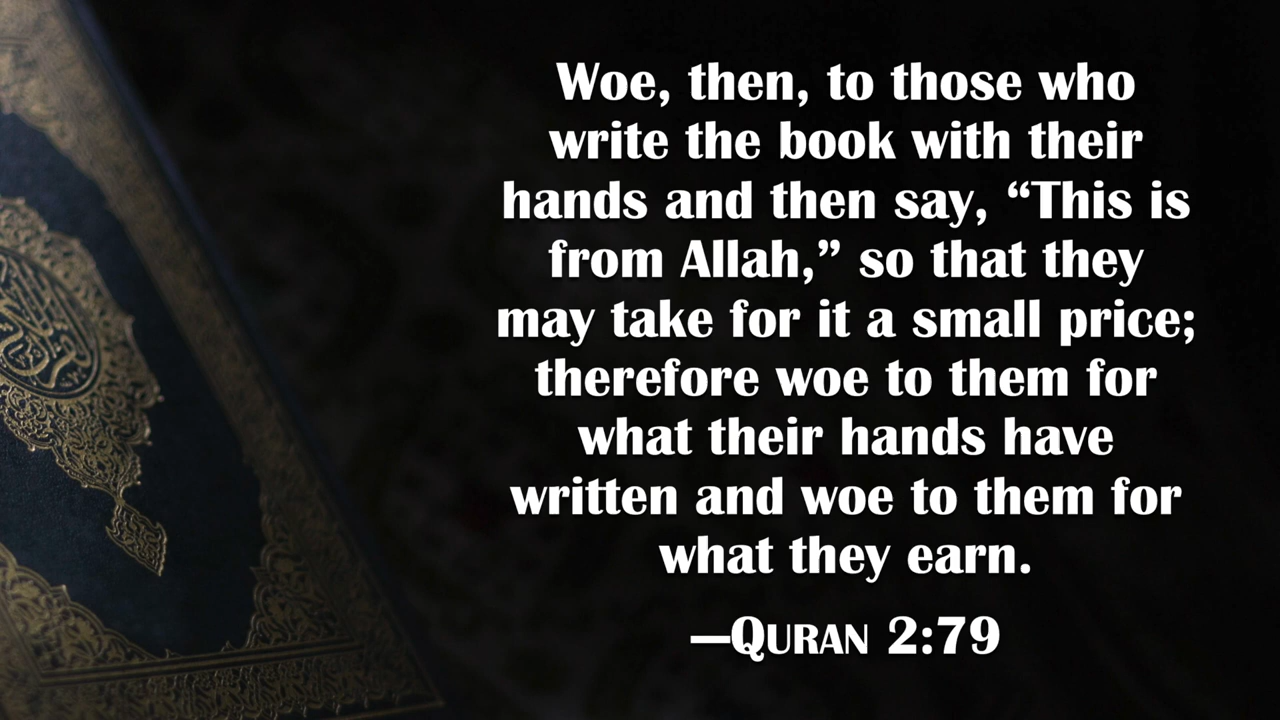 Woe, then, to those who
write the book with their
hands and then say, “This is
from Allah,” so that they
may take for it a small price;
therefore woe to them for
what their hands have
written and woe to them for
what they earn.
—Quran 2:79